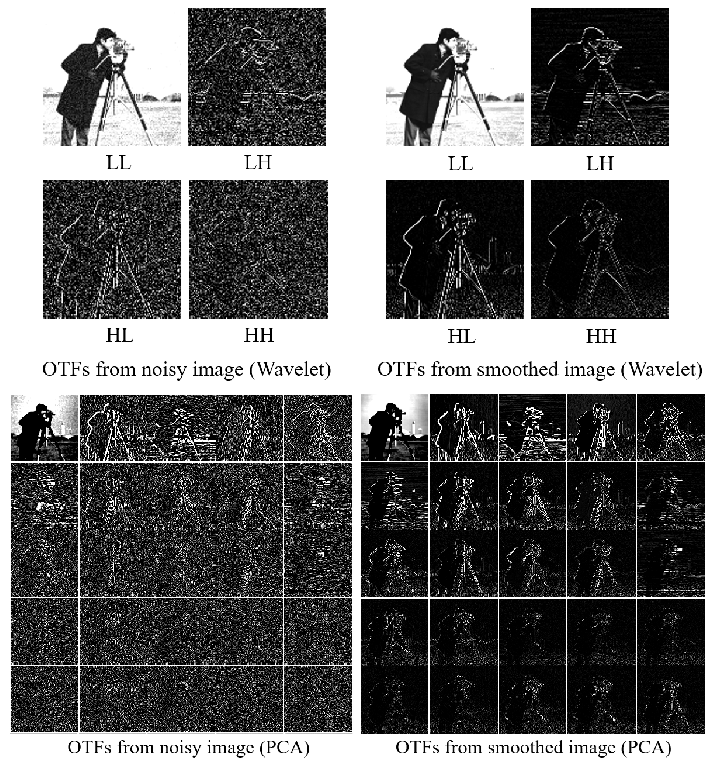 LL LH LL LH
HL HH HL HH
OTFs from noisy image (Wavelet) OTFs from smoothed image (Wavelet)
OTFs from noisy image (PCA) OTFs from smoothed image (PCA)